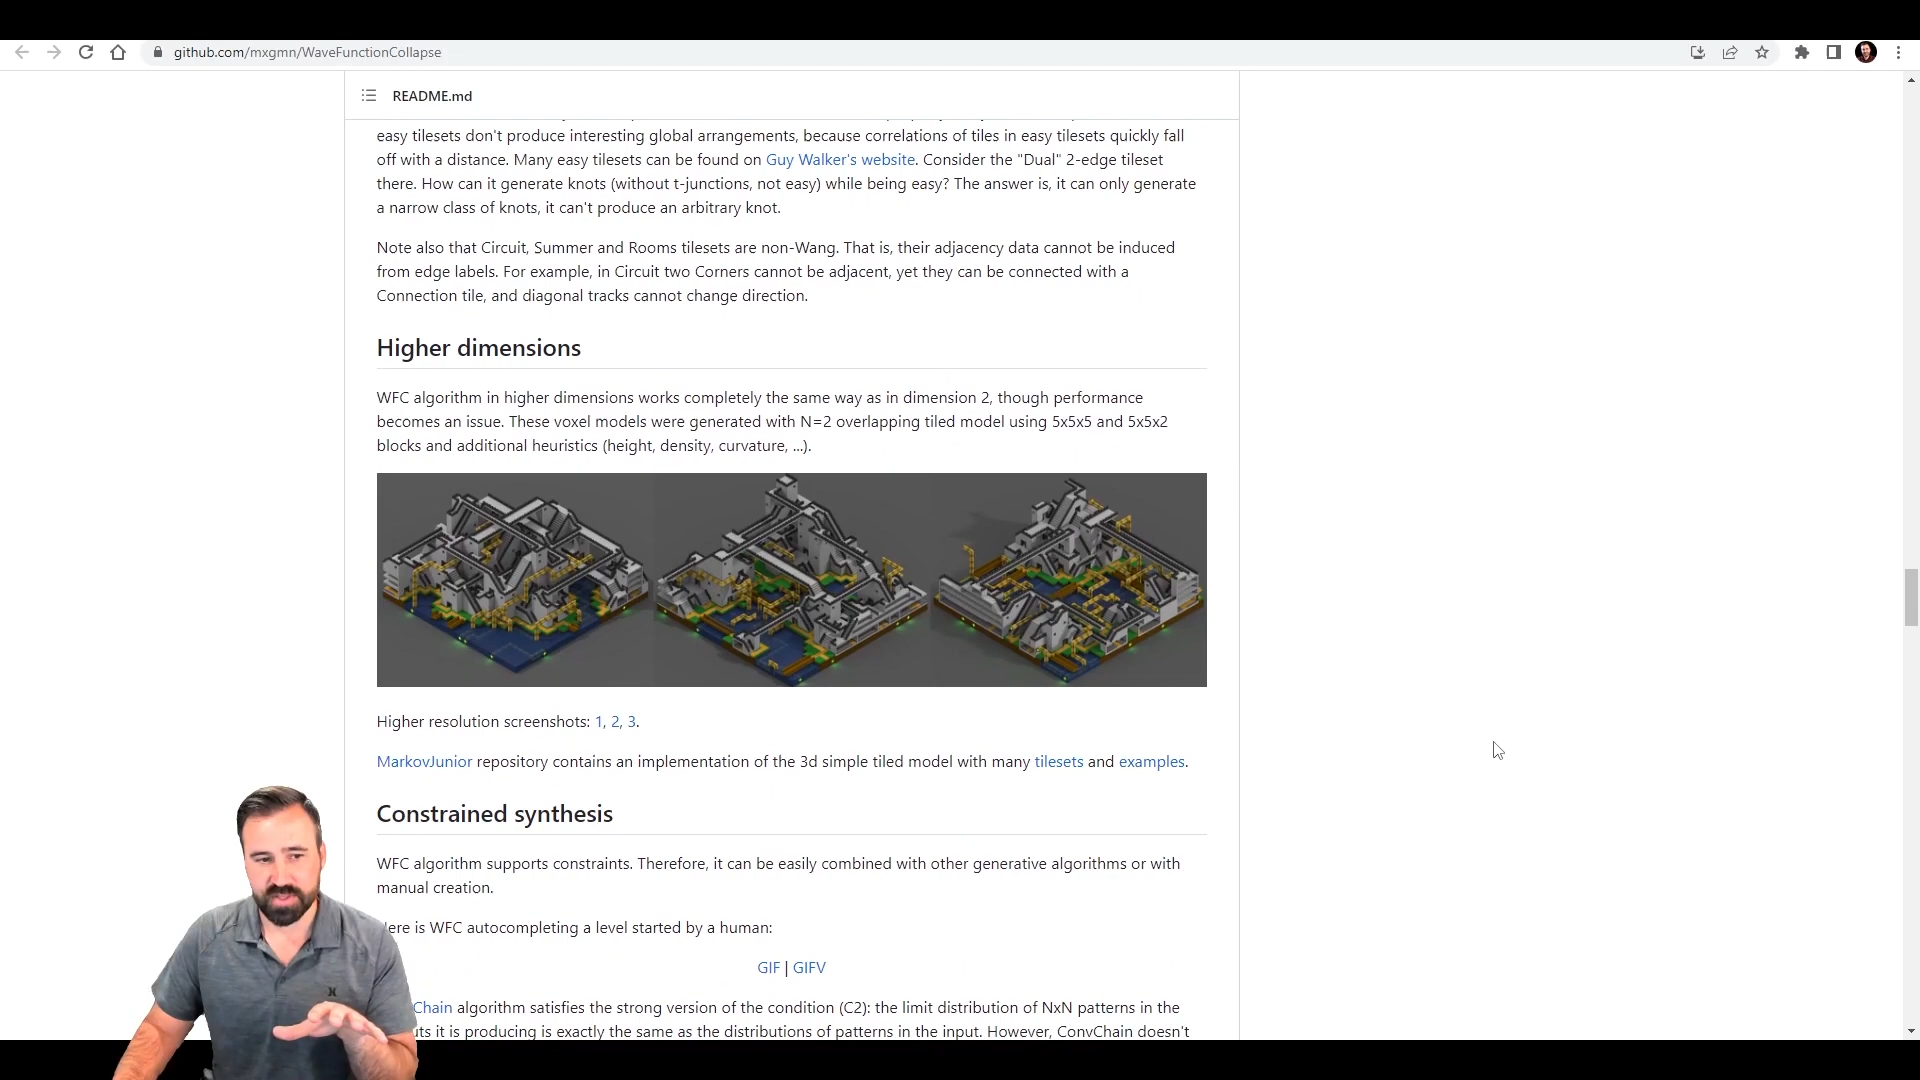 github.com/mxgmn/WaveFunctionCollapse
README.md
easy tilesets don't produce interesting global arrangements, because correlations of tiles in easy tilesets quickly fall
off with a distance. Many easy tilesets can be found on Guy Walker's website. Consider the "Dual" 2-edge tileset
there. How can it generate knots (without t-junctions, not easy) while being easy? The answer is, it can only generate
a narrow class of knots, it can't produce an arbitrary knot.
Note also that Circuit, Summer and Rooms tilesets are non-Wang. That is, their adjacency data cannot be induced
from edge labels. For example, in Circuit two Corners cannot be adjacent, yet they can be connected with a
Connection tile, and diagonal tracks cannot change direction.
Higher dimensions
WFC algorithm in higher dimensions works completely the same way as in dimension 2, though performance
becomes an issue. These voxel models were generated with N=2 overlapping tiled model using 5x5x5 and 5x5x2
blocks and additional heuristics (height, density, curvature, ...).
Higher resolution screenshots: 1, 2, 3.
MarkovJunior repository contains an implementation of the 3d simple tiled model with many tilesets and examples.
Constrained synthesis
WFC algorithm supports constraints. Therefore, it can be easily combined with other generative algorithms or with
manual creation.
ere is WFC autocompleting a level started by a human:
GIF | GIFV
Chain algorithm satisfies the strong version of the condition (C2): the limit distribution of NxN patterns in the
uts it is producing is exactly the same as the distributions of patterns in the input. However, ConvChain doesn't